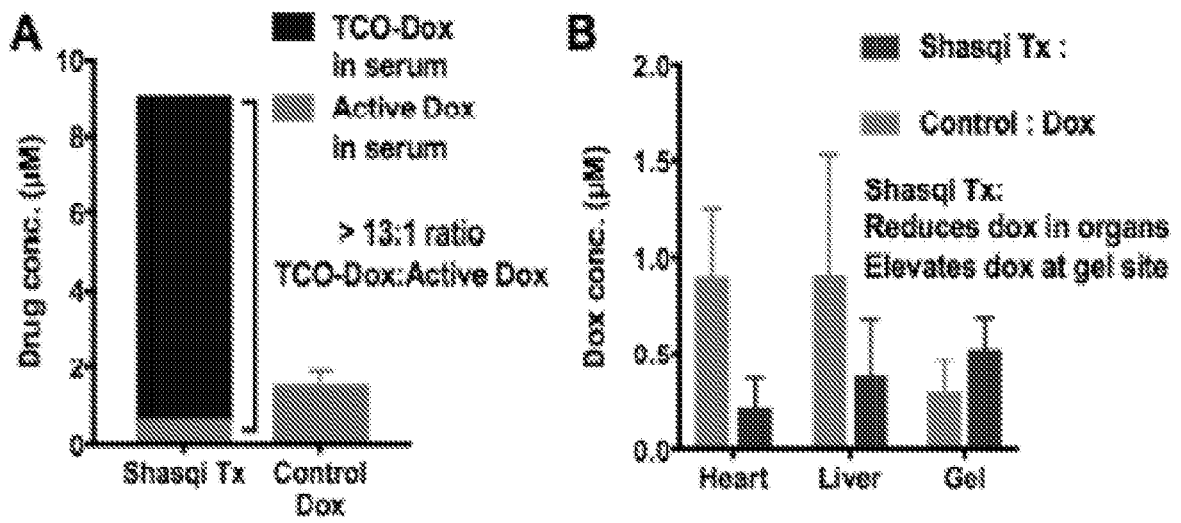 A
TCO-Dox
in serum
Active Dox
in serum
> 13:1 ratio
TCO-Dox:Active Dox
Drug conc. (µM)
10
8
6
4
2
0
Shasqi Tx
Control
Dox
B
Shasqi Tx :
Control : Dox
Shasqi Tx:
Reduces dox in organs
Elevates dox at gel site
Dox conc. (µM)
2.0
1.5
1.0
0.5
0.0
Heart
Liver
Gel